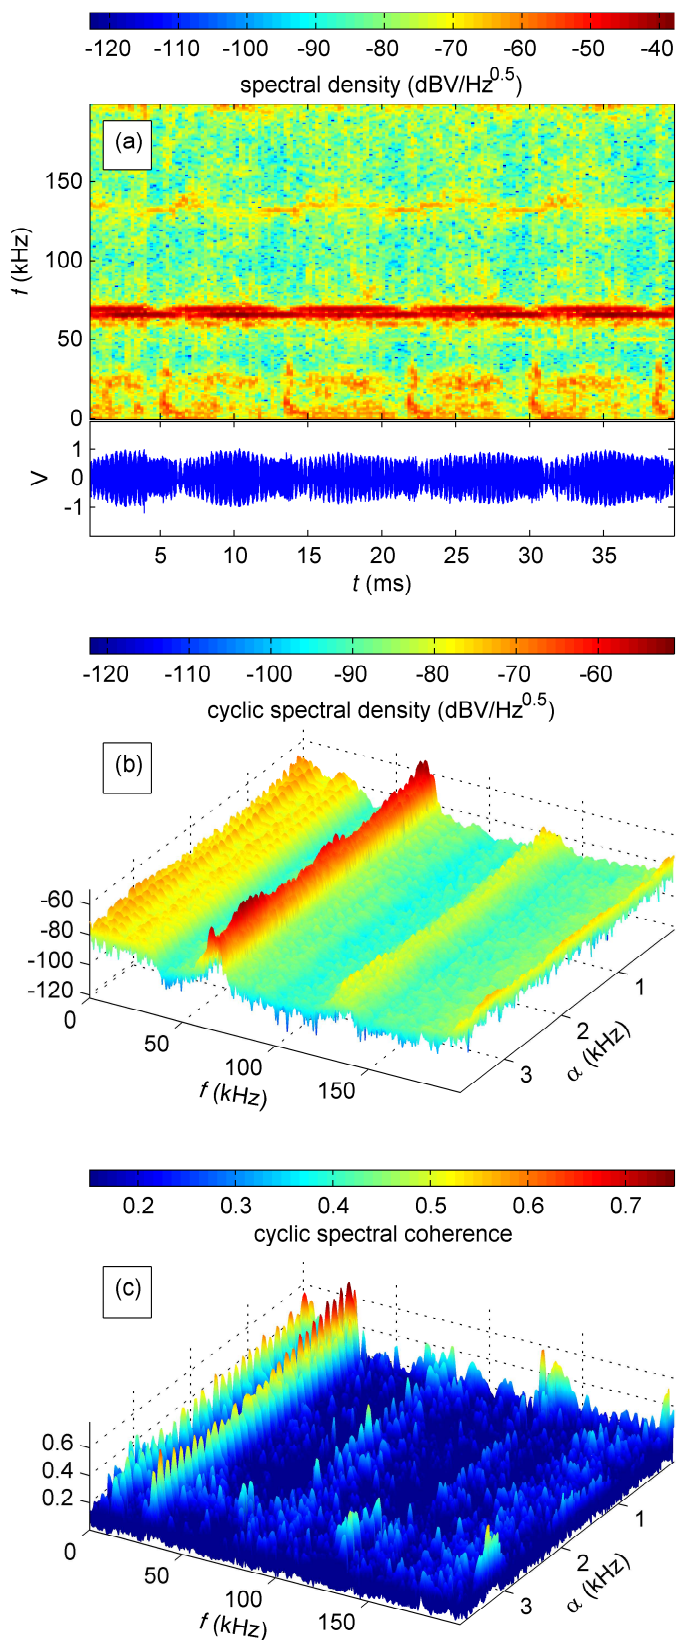 -120 -110 -100 -90 -80 -70 -60 -50 -40
spectral density (dBV/Hz^0.5)
(a)
150
100
50
0
f (kHz)
1
0
-1
V
5 10 15 20 25 30 35
t (ms)
-120 -110 -100 -90 -80 -70 -60
cyclic spectral density (dBV/Hz^0.5)
(b)
-60
-80
-100
-120
0
50
100
150
f (kHz)
1
2
3
α (kHz)
0.2 0.3 0.4 0.5 0.6 0.7
cyclic spectral coherence
(c)
0.6
0.4
0.2
0
50
100
150
f (kHz)
1
2
3
α (kHz)